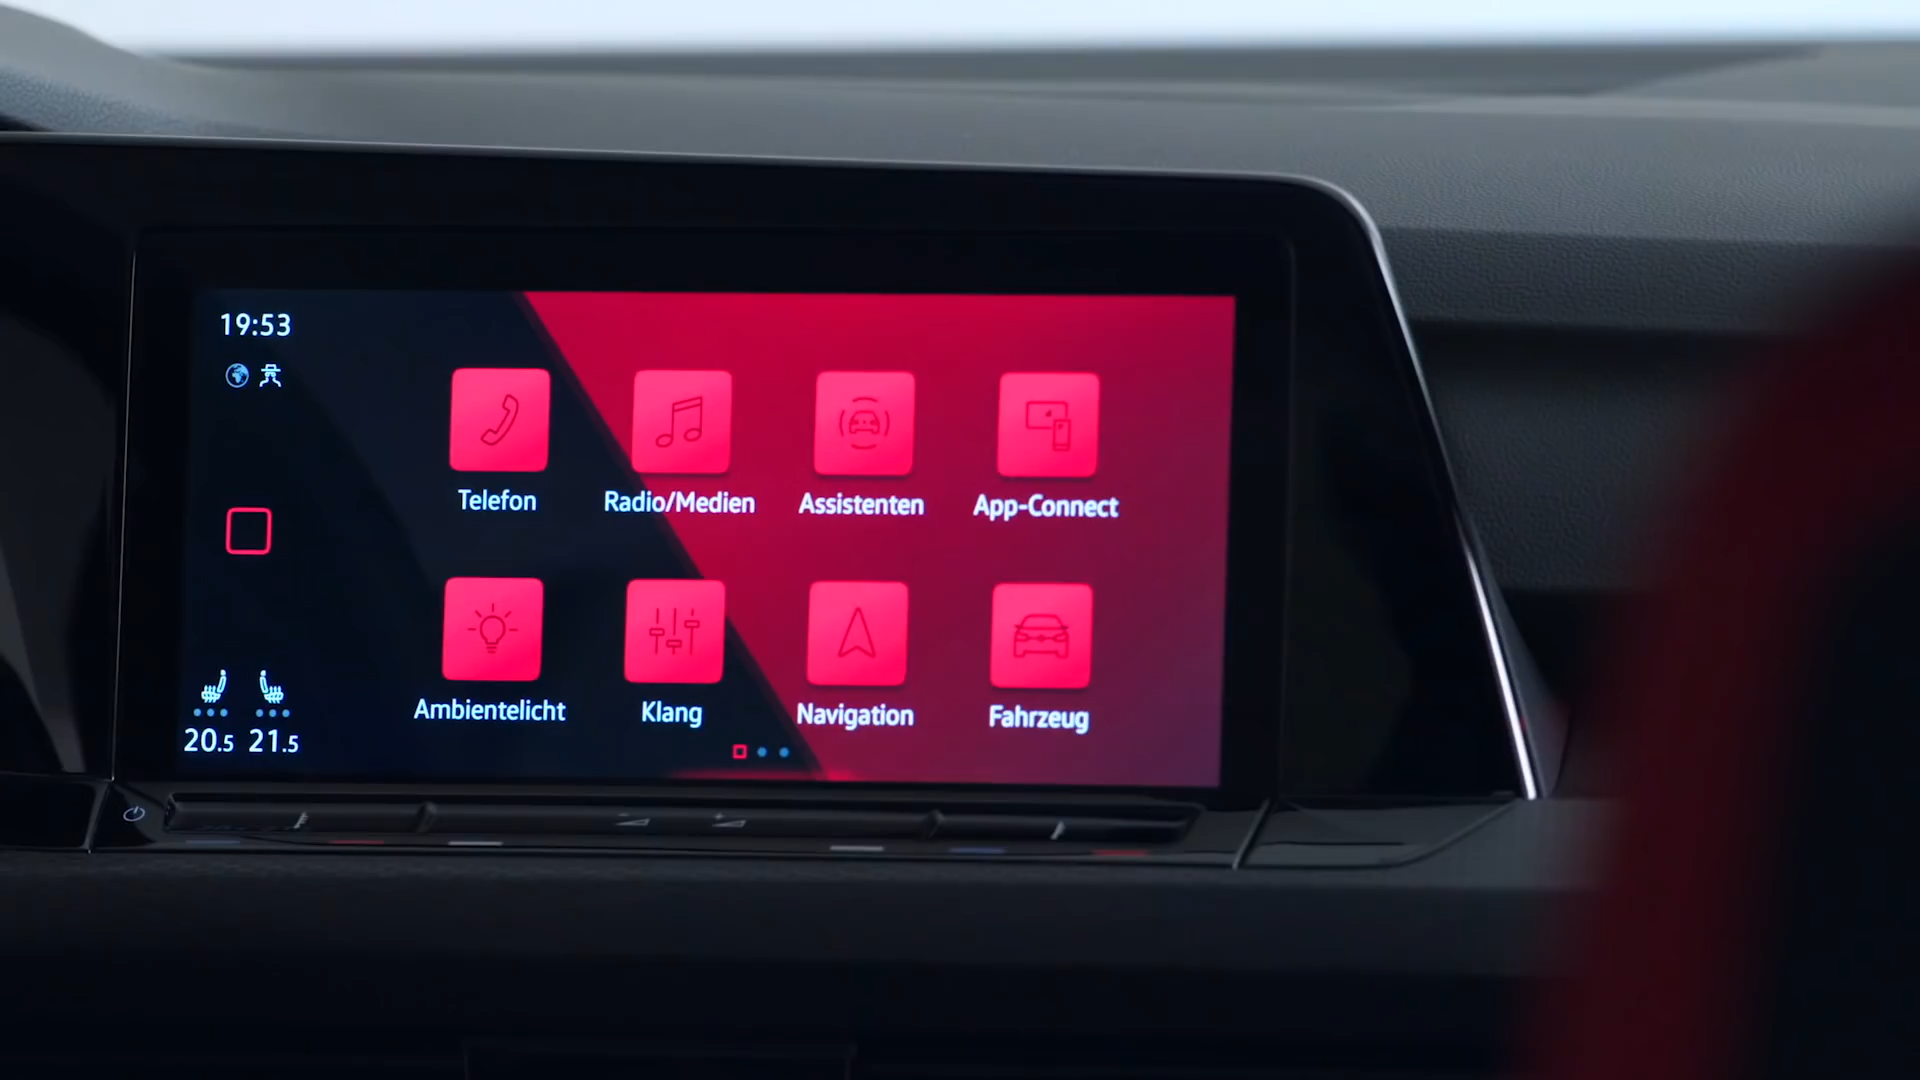 19:53
Telefon
Radio/Medien
Assistenten
App-Connect
Ambientelicht
Klang
Navigation
Fahrzeug
20.5 21.5